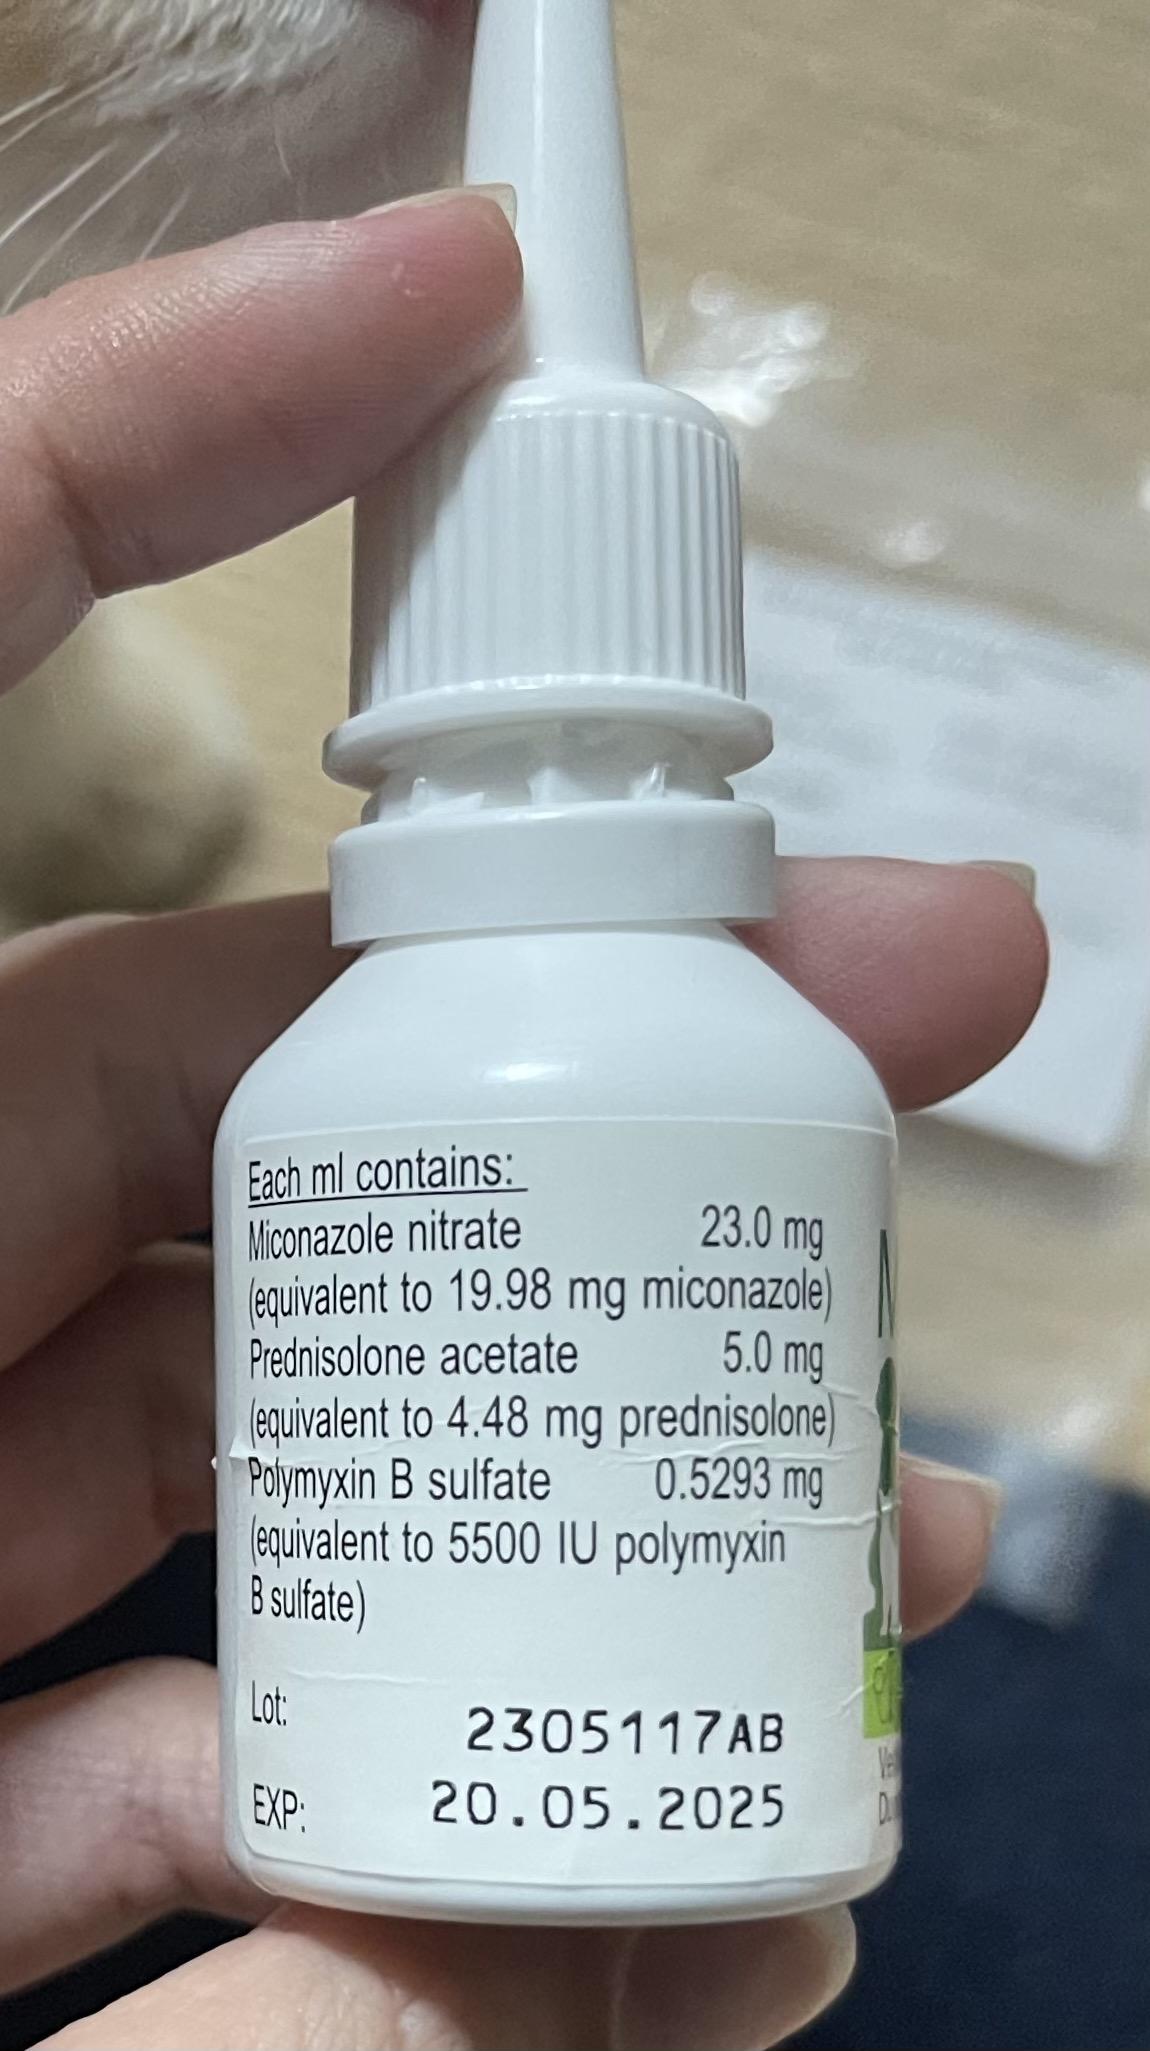 Each ml contains:
Miconazole nitrate 23.0 mg
(equivalent to 19.98 mg miconazole)
Prednisolone acetate 5.0 mg
(equivalent to 4.48 mg prednisolone)
Polymyxin B sulfate 0.5293 mg
(equivalent to 5500 IU polymyxin
B sulfate)
Lot: 2305117AB
EXP: 20.05.2025